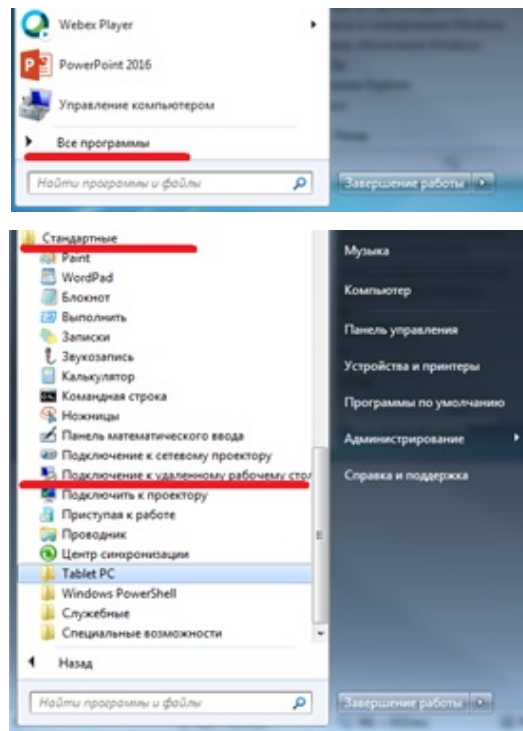 Webex Player
PowerPoint 2016
Управление компьютером
Все программы
Найти программы и файлы
Завершение работы
Стандартные
Paint
WordPad
Блокнот
Выполнить
Записки
Звукозапись
Калькулятор
Командная строка
Ножницы
Панель математического ввода
Подключение к сетевому проектору
Подключение к удаленному рабочему стол
Подключить к проектору
Приступая к работе
Проводник
Центр синхронизации
Tablet PC
Windows PowerShell
Служебные
Специальные возможности
Назад
Найти программы и файлы
Музыка
Компьютер
Панель управления
Устройства и принтеры
Программы по умолчанию
Администрирование
Справка и поддержка
Завершение работы